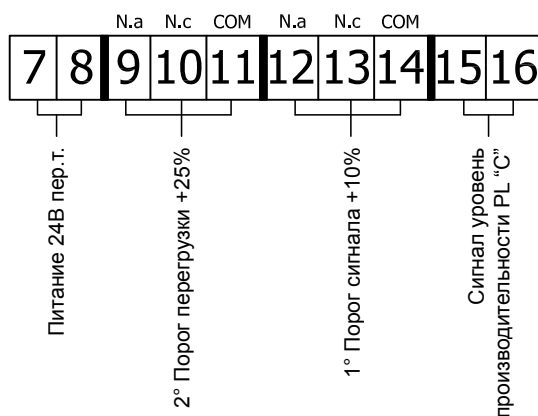 N.a N.c COM N.a N.c COM
7 8 9 10 11 12 13 14 15 16
Питание 24В пер.т.
2° Порог перегрузки +25%
1° Порог сигнала +10%
Сигнал уровень
производительности PL “C”